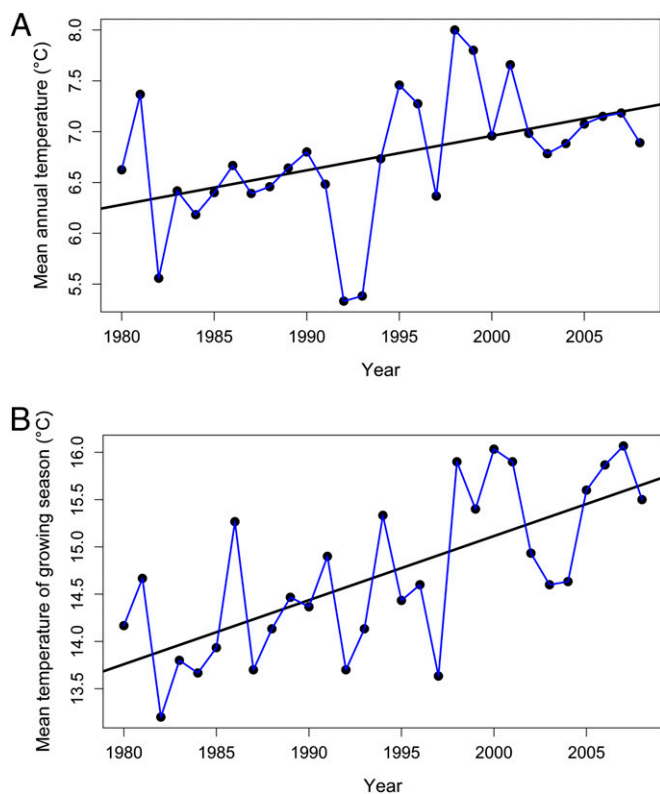 A
Mean annual temperature (°C)
8.0
7.5
7.0
6.5
6.0
5.5
1980 1985 1990 1995 2000 2005
Year
B
Mean temperature of growing season (°C)
16.0
15.5
15.0
14.5
14.0
13.5
1980 1985 1990 1995 2000 2005
Year